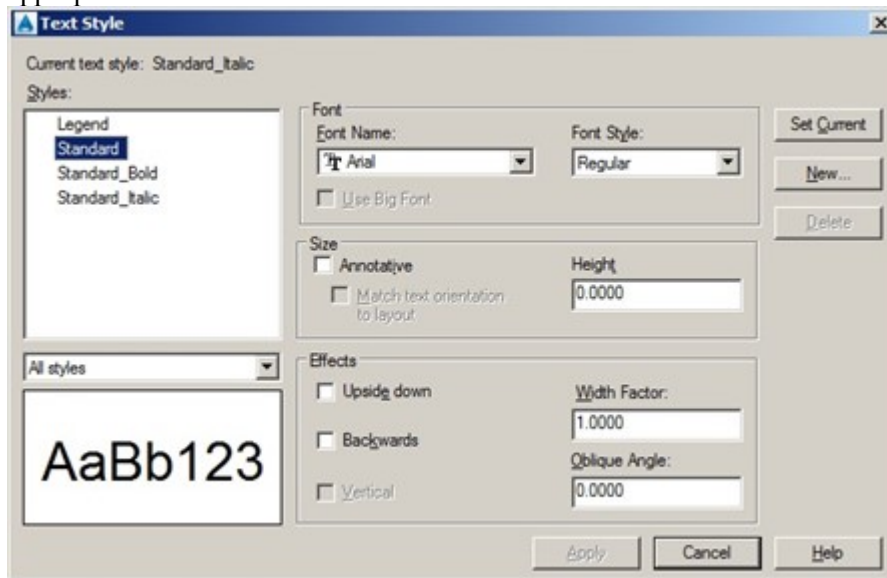 Text Style
Current text style: Standard_Italic
Styles:
Legend
Standard
Standard_Bold
Standard_Italic
All styles
AaBb123
Font
Font Name:
Arial
Font Style:
Regular
Use Big Font
Size
Annotative
Match text orientation
to layout
Height
0.0000
Effects
Upside down
Backwards
Vertical
Width Factor:
1.0000
Oblique Angle:
0.0000
Set Current
New...
Delete
Apply
Cancel
Help